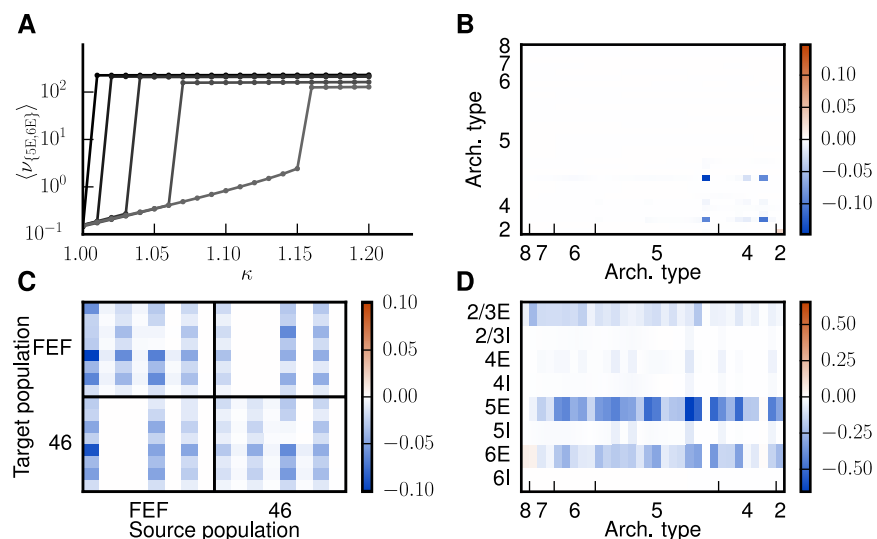 A
⟨ν{5E,6E}⟩
10²
10¹
10⁰
10⁻¹
1.00 1.05 1.10 1.15 1.20
κ
B
Arch. type
8
7
6
5
4
2
8 7 6 5 4 2
Arch. type
0.10
0.05
0.00
−0.05
−0.10
C
Target population
FEF
46
FEF 46
Source population
0.10
0.05
0.00
−0.05
−0.10
D
2/3E
2/3I
4E
4I
5E
5I
6E
6I
8 7 6 5 4 2
Arch. type
0.50
0.25
0.00
−0.25
−0.50